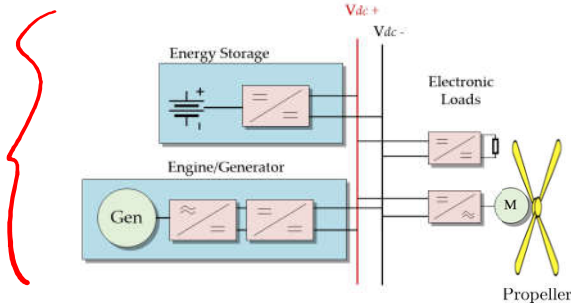 Vdc +
Vdc -
Energy Storage
+
Electronic
Loads
Engine/Generator
Gen
M
Propeller